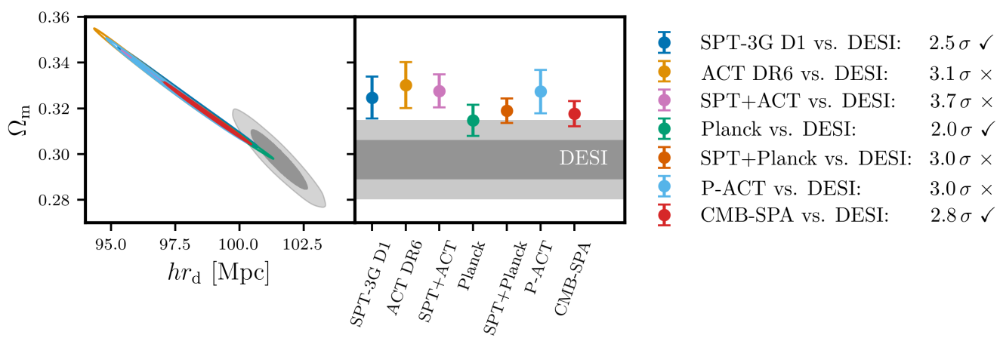 0.36
0.34
0.32
0.30
0.28
Ωm
95.0
97.5
100.0
102.5
hrd [Mpc]
DESI
SPT-3G D1
ACT DR6
SPT+ACT
Planck
SPT+Planck
P-ACT
CMB-SPA
SPT-3G D1 vs. DESI: 2.5 σ ✓
ACT DR6 vs. DESI: 3.1 σ ×
SPT+ACT vs. DESI: 3.7 σ ×
Planck vs. DESI: 2.0 σ ✓
SPT+Planck vs. DESI: 3.0 σ ×
P-ACT vs. DESI: 3.0 σ ×
CMB-SPA vs. DESI: 2.8 σ ✓